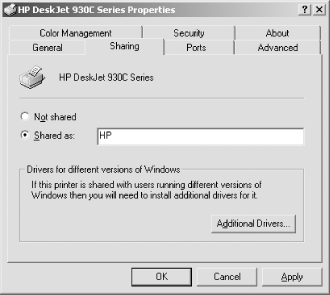 HP DeskJet 930C Series Properties
Color Management Security About
General Sharing Ports Advanced
HP DeskJet 930C Series
Not shared
Shared as: HP
Drivers for different versions of Windows
If this printer is shared with users running different versions of
Windows then you will need to install additional drivers for it.
Additional Drivers...
OK Cancel Apply